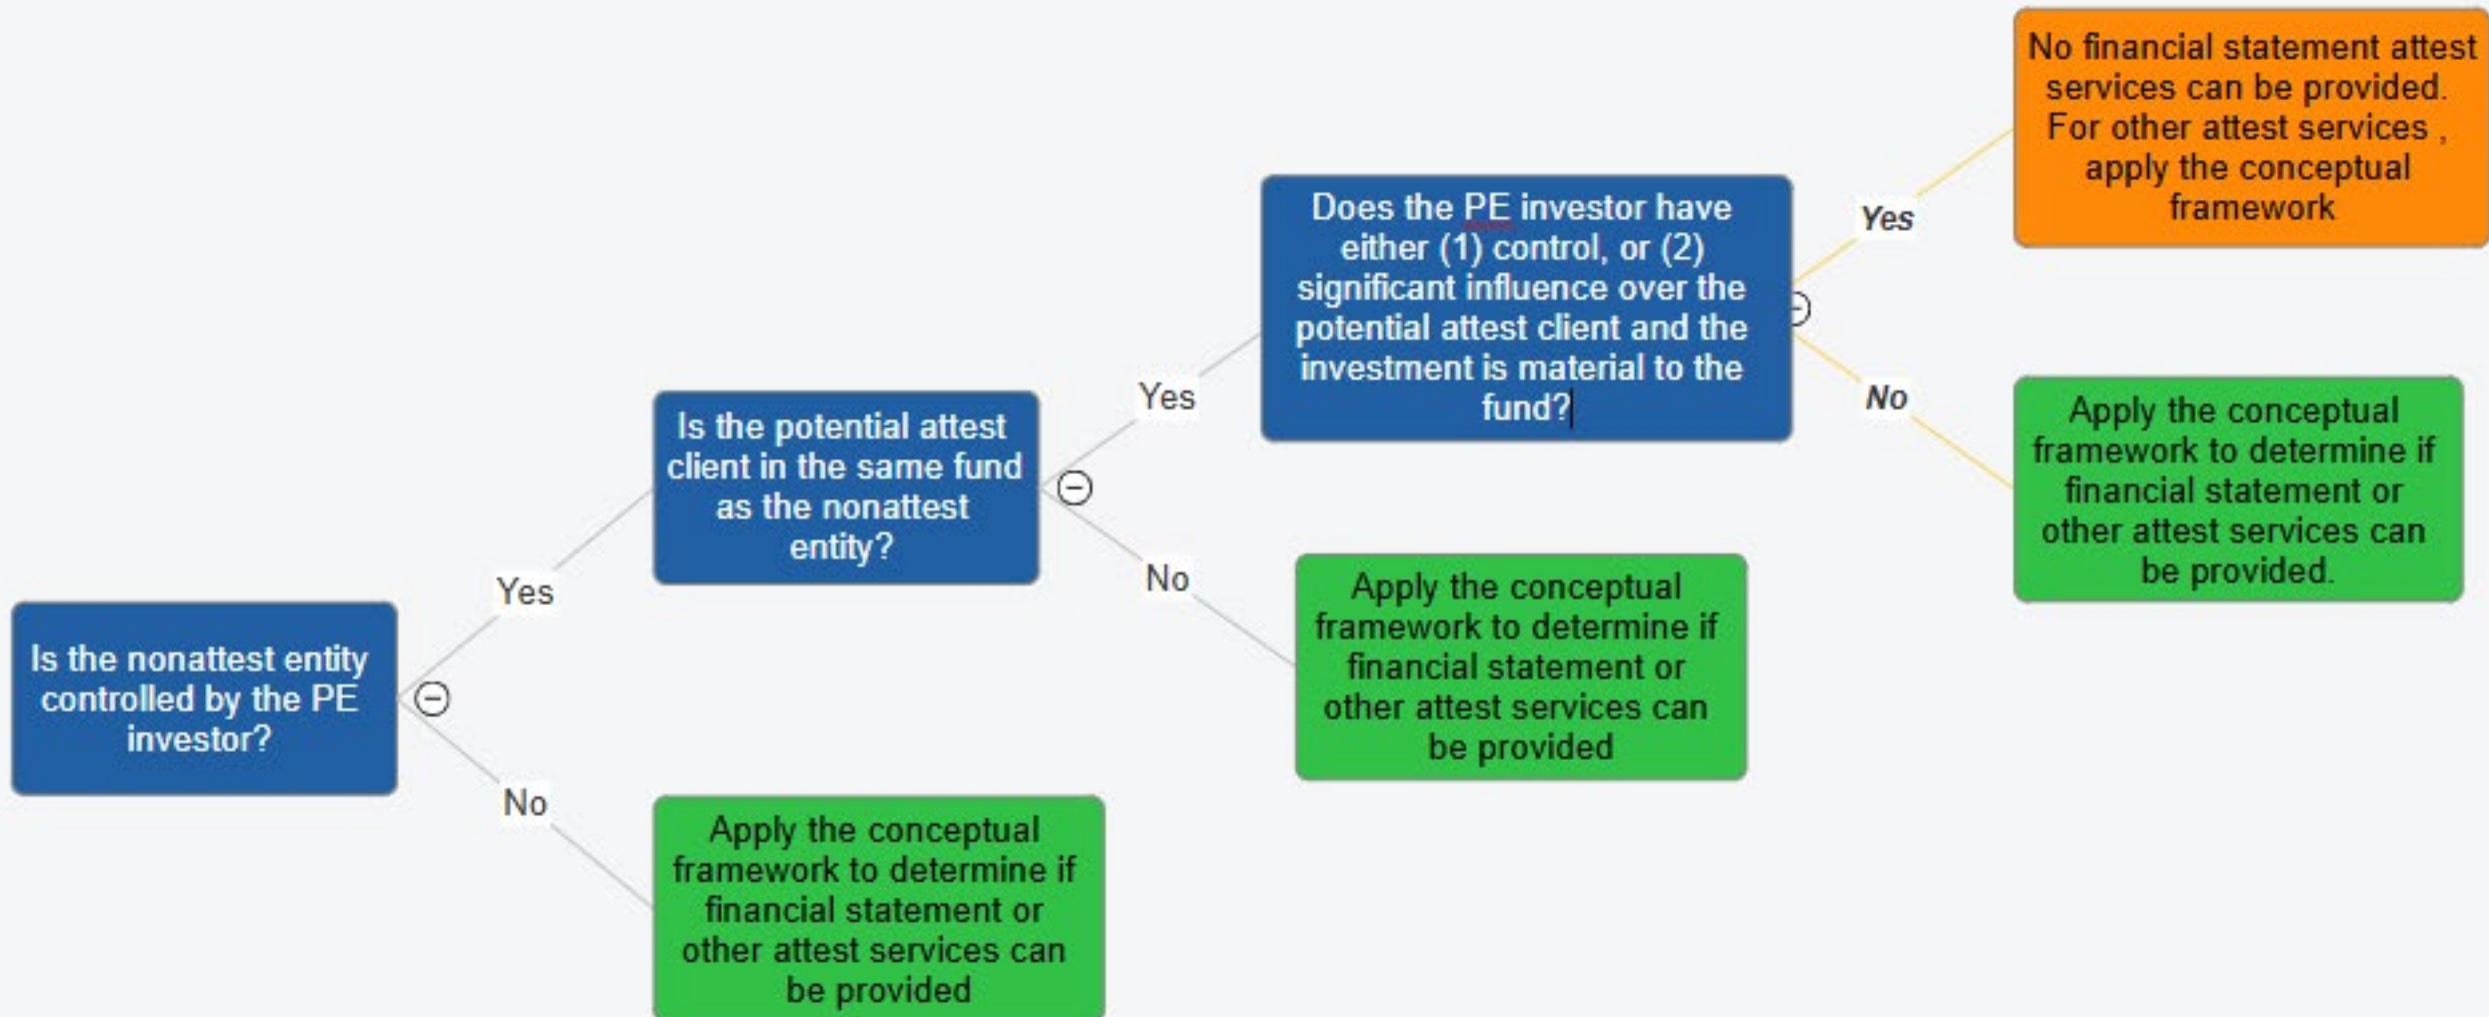 Is the nonattest entity
controlled by the PE
investor?
Yes
No
Is the potential attest
client in the same fund
as the nonattest
entity?
Apply the conceptual
framework to determine if
financial statement or
other attest services can
be provided
Yes
No
Does the PE investor have
either (1) control, or (2)
significant influence over the
potential attest client and the
investment is material to the
fund?
Apply the conceptual
framework to determine if
financial statement or
other attest services can
be provided
Yes
No
No financial statement attest
services can be provided.
For other attest services ,
apply the conceptual
framework
Apply the conceptual
framework to determine if
financial statement or
other attest services can
be provided.